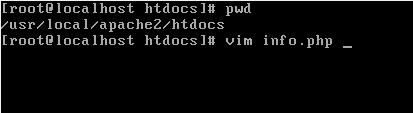 [root@localhost htdocs]# pwd
/usr/local/apache2/htdocs
[root@localhost htdocs]# vim info.php _